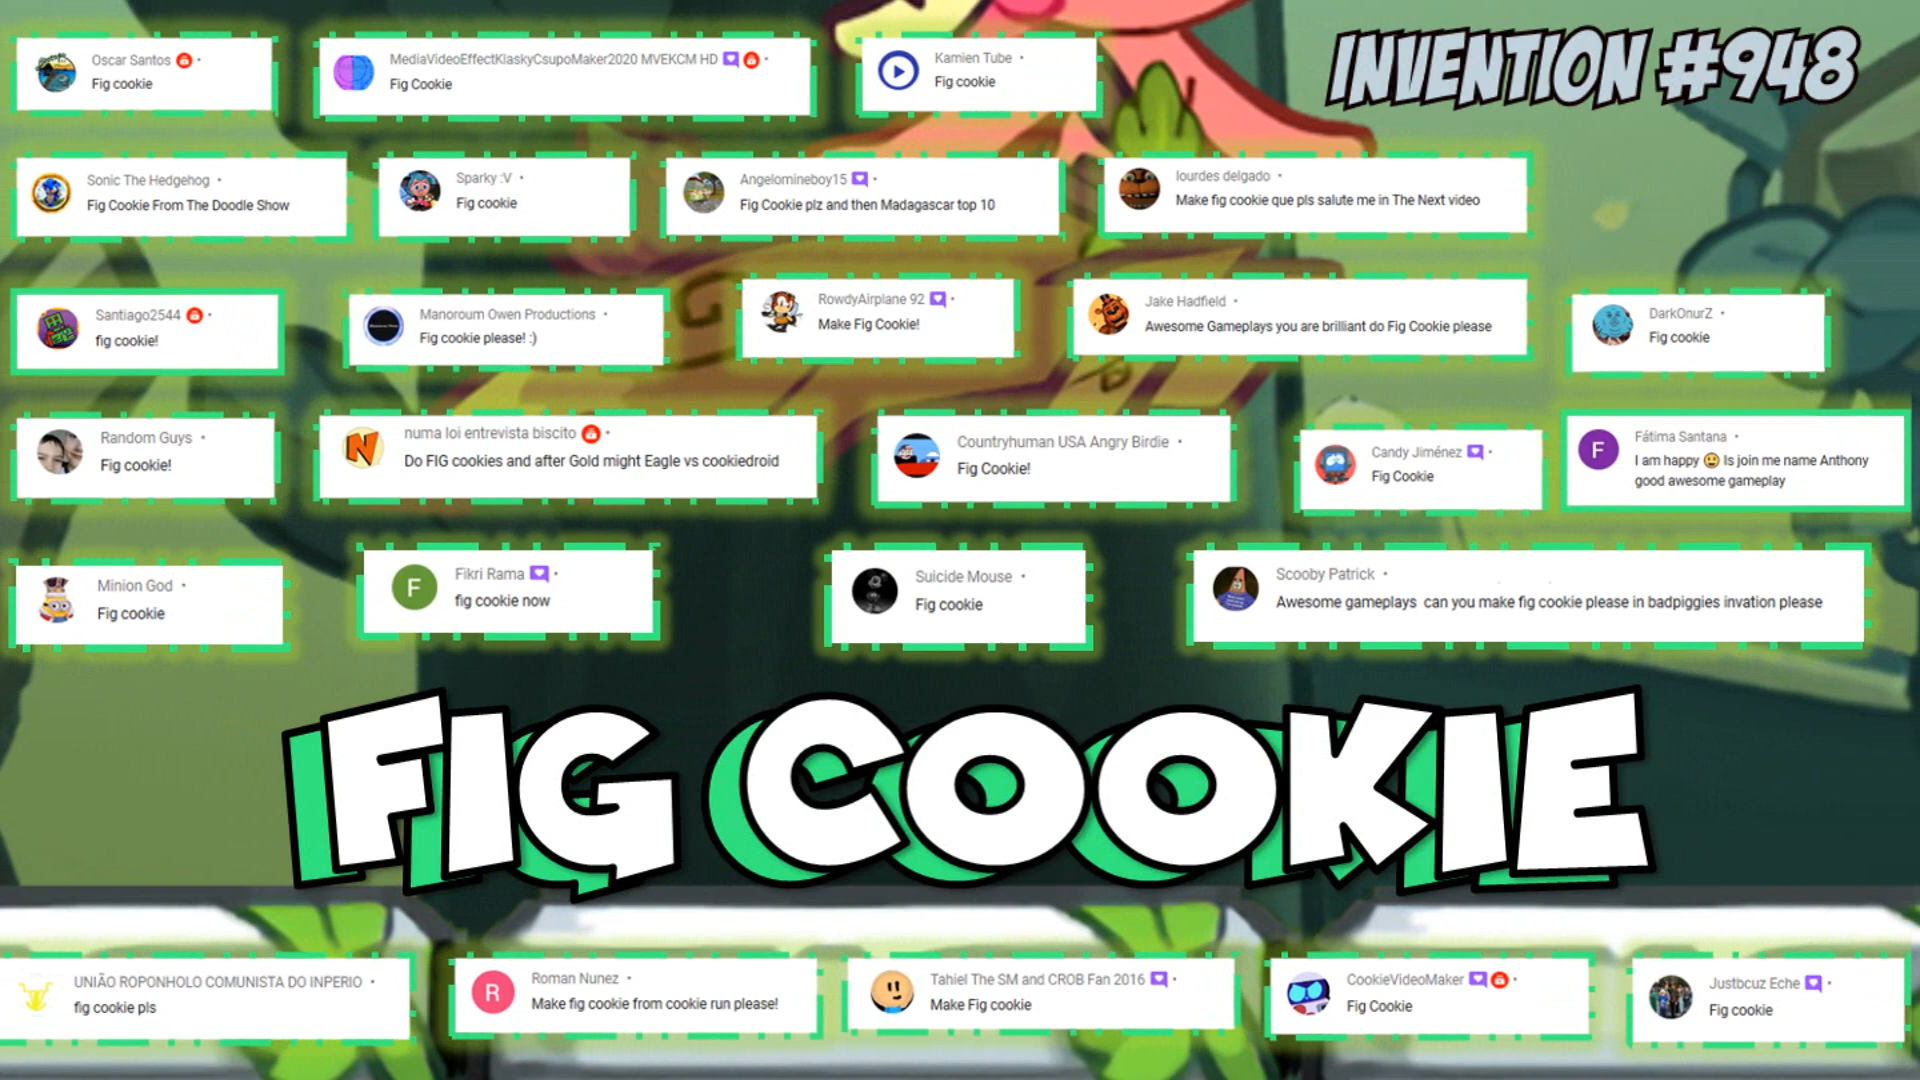 INVENTION #948
Oscar Santos
Fig cookie
MediaVideoEffectKlaskyCsupoMaker2020 MVEKCM HD
Fig Cookie
Kamien Tube
Fig cookie
Sonic The Hedgehog
Fig Cookie From The Doodle Show
Sparky :V
Fig cookie
Angelomineboy15
Fig Cookie plz and then Madagascar top 10
lourdes delgado
Make fig cookie que pls salute me in The Next video
Santiago2544
fig cookie!
Manoroum Owen Productions
Fig cookie please! :)
RowdyAirplane 92
Make Fig Cookie!
Jake Hadfield
Awesome Gameplays you are brilliant do Fig Cookie please
DarkOnurZ
Fig cookie
Random Guys
Fig cookie!
numa loi entrevista biscito
Do FIG cookies and after Gold might Eagle vs cookiedroid
Countryhuman USA Angry Birdie
Fig Cookie!
Candy Jiménez
Fig Cookie
F
Fátima Santana
I am happy 😃 Is join me name Anthony
good awesome gameplay
Minion God
Fig cookie
F
Fikri Rama
fig cookie now
Suicide Mouse
Fig cookie
Scooby Patrick
Awesome gameplays can you make fig cookie please in badpiggies invation please
FIG COOKIE
UNIÃO ROPONHOLO COMUNISTA DO INPERIO
fig cookie pls
R
Roman Nunez
Make fig cookie from cookie run please!
Tahiel The SM and CROB Fan 2016
Make Fig cookie
CookieVideoMaker
Fig Cookie
Justbcuz Eche
Fig cookie